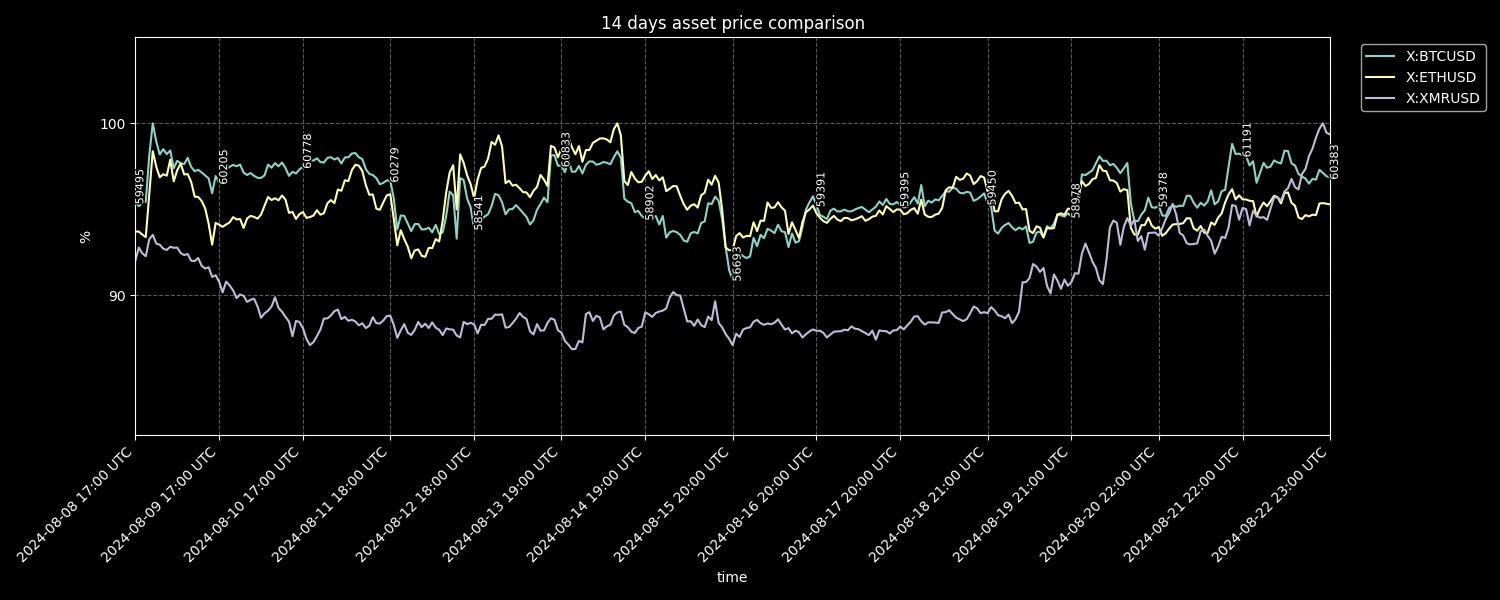 14 days asset price comparison
X:BTCUSD
X:ETHUSD
X:XMRUSD
%
100
90
59495
60205
60778
60279
58541
60833
58902
56693
59391
59395
59450
58978
59378
61191
60383
2024-08-08 17:00 UTC
2024-08-09 17:00 UTC
2024-08-10 17:00 UTC
2024-08-11 18:00 UTC
2024-08-12 18:00 UTC
2024-08-13 19:00 UTC
2024-08-14 19:00 UTC
2024-08-15 20:00 UTC
2024-08-16 20:00 UTC
2024-08-17 20:00 UTC
2024-08-18 21:00 UTC
2024-08-19 21:00 UTC
2024-08-20 22:00 UTC
2024-08-21 22:00 UTC
2024-08-22 23:00 UTC
time